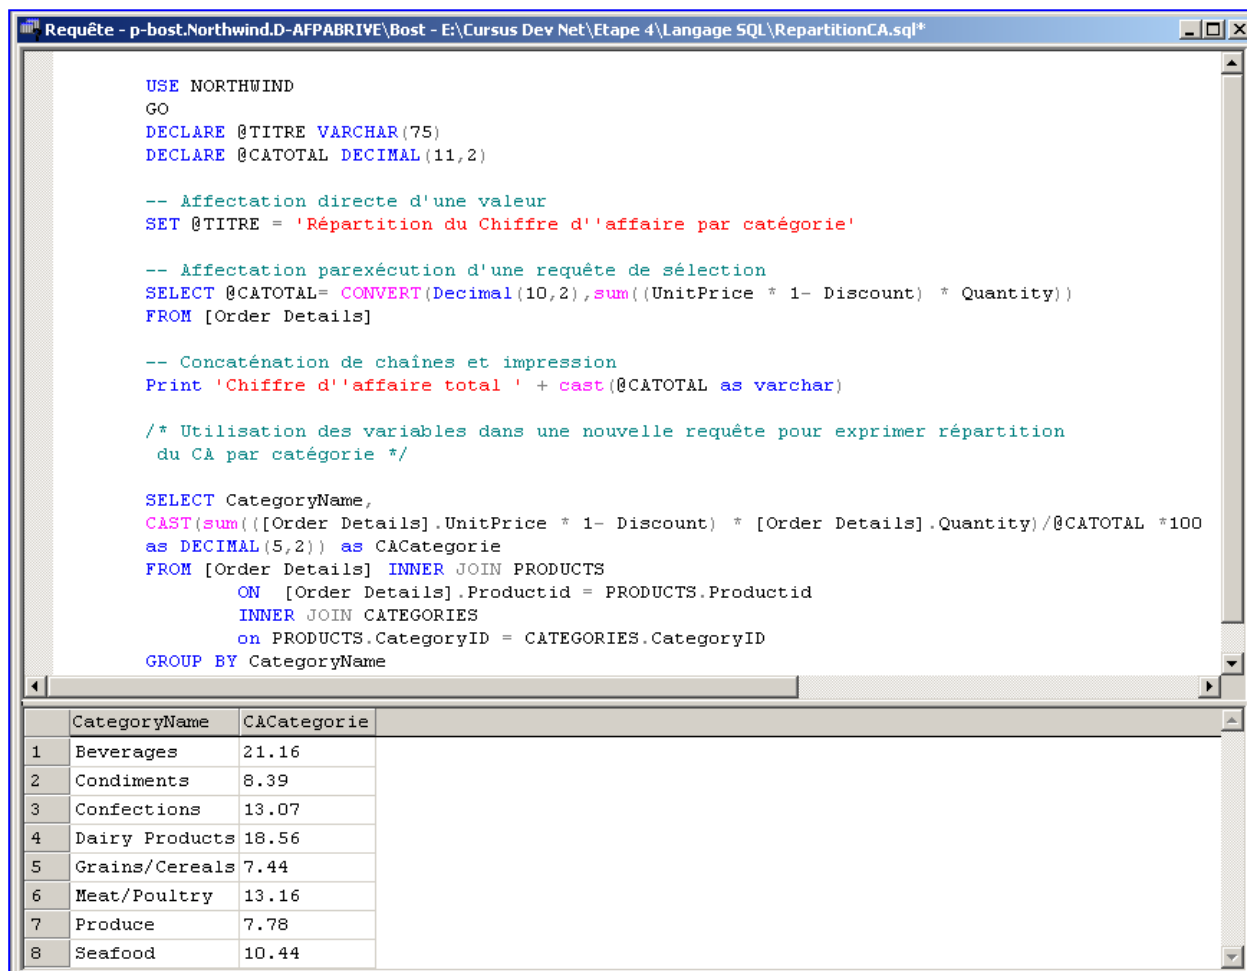 Requête - p-bost.Northwind.D-AFPABRIVE\Bost - E:\Cursus Dev Net\Etape 4\Langage SQL\RepartitionCA.sql*
USE NORTHWIND
GO
DECLARE @TITRE VARCHAR(75)
DECLARE @CATOTAL DECIMAL(11,2)
-- Affectation directe d'une valeur
SET @TITRE = 'Répartition du Chiffre d''affaire par catégorie'
-- Affectation parexécution d'une requête de sélection
SELECT @CATOTAL= CONVERT(Decimal(10,2),sum((UnitPrice * 1- Discount) * Quantity))
FROM [Order Details]
-- Concaténation de chaînes et impression
Print 'Chiffre d''affaire total ' + cast(@CATOTAL as varchar)
/* Utilisation des variables dans une nouvelle requête pour exprimer répartition
du CA par catégorie */
SELECT CategoryName,
CAST(sum(([Order Details].UnitPrice * 1- Discount) * [Order Details].Quantity)/@CATOTAL *100
as DECIMAL(5,2)) as CACategorie
FROM [Order Details] INNER JOIN PRODUCTS
ON  [Order Details].Productid = PRODUCTS.Productid
INNER JOIN CATEGORIES
on PRODUCTS.CategoryID = CATEGORIES.CategoryID
GROUP BY CategoryName
CategoryName CACategorie
1 Beverages 21.16
2 Condiments 8.39
3 Confections 13.07
4 Dairy Products 18.56
5 Grains/Cereals 7.44
6 Meat/Poultry 13.16
7 Produce 7.78
8 Seafood 10.44